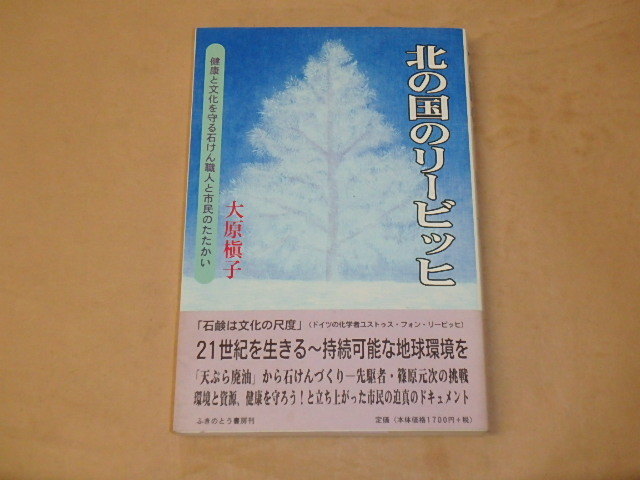 北の国のリービッヒ
健康と文化を守る石けん職人と市民のたたかい
大原槇子
「石鹸は文化の尺度」（ドイツの化学者ユストゥス・フォン・リービッヒ）
21世紀を生きる～持続可能な地球環境を
「天ぷら廃油」から石けんづくり―先駆者・篠原元次の挑戦
環境と資源、健康を守ろう！と立ち上がった市民の迫真のドキュメント
ふきのとう書房刊
定価（本体価格1700円＋税）